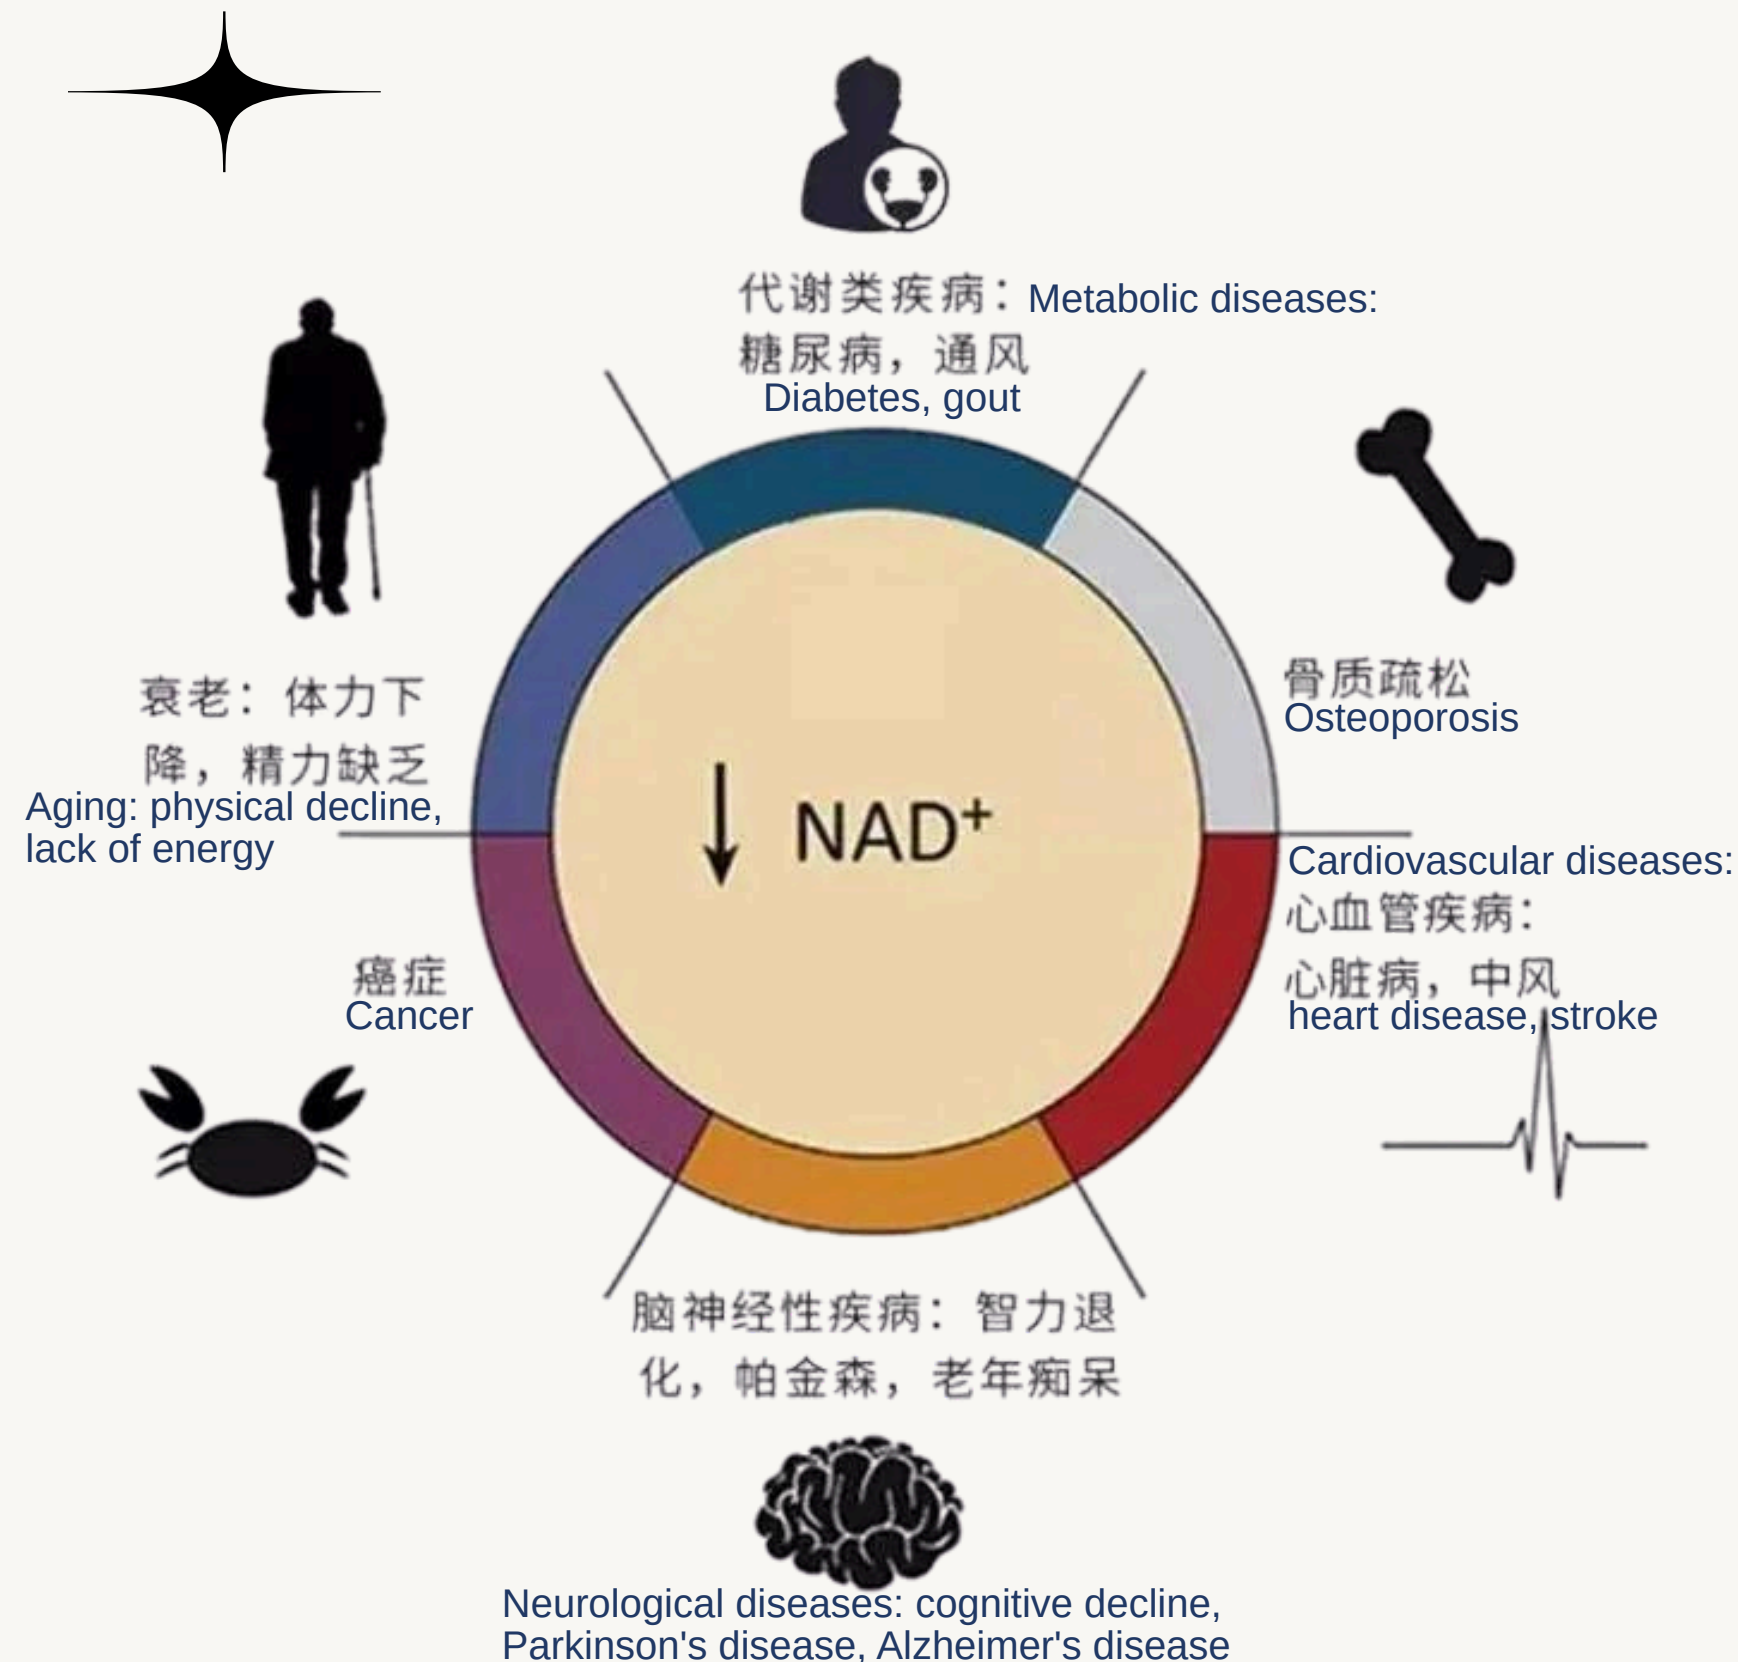 代谢类疾病：Metabolic diseases:
糖尿病，通风
Diabetes, gout
衰老：体力下
降，精力缺乏
Aging: physical decline,
lack of energy
骨质疏松
Osteoporosis
↓ NAD⁺
Cardiovascular diseases:
心血管疾病：
心脏病，中风
heart disease, stroke
癌症
Cancer
脑神经性疾病：智力退
化，帕金森，老年痴呆
Neurological diseases: cognitive decline,
Parkinson's disease, Alzheimer's disease